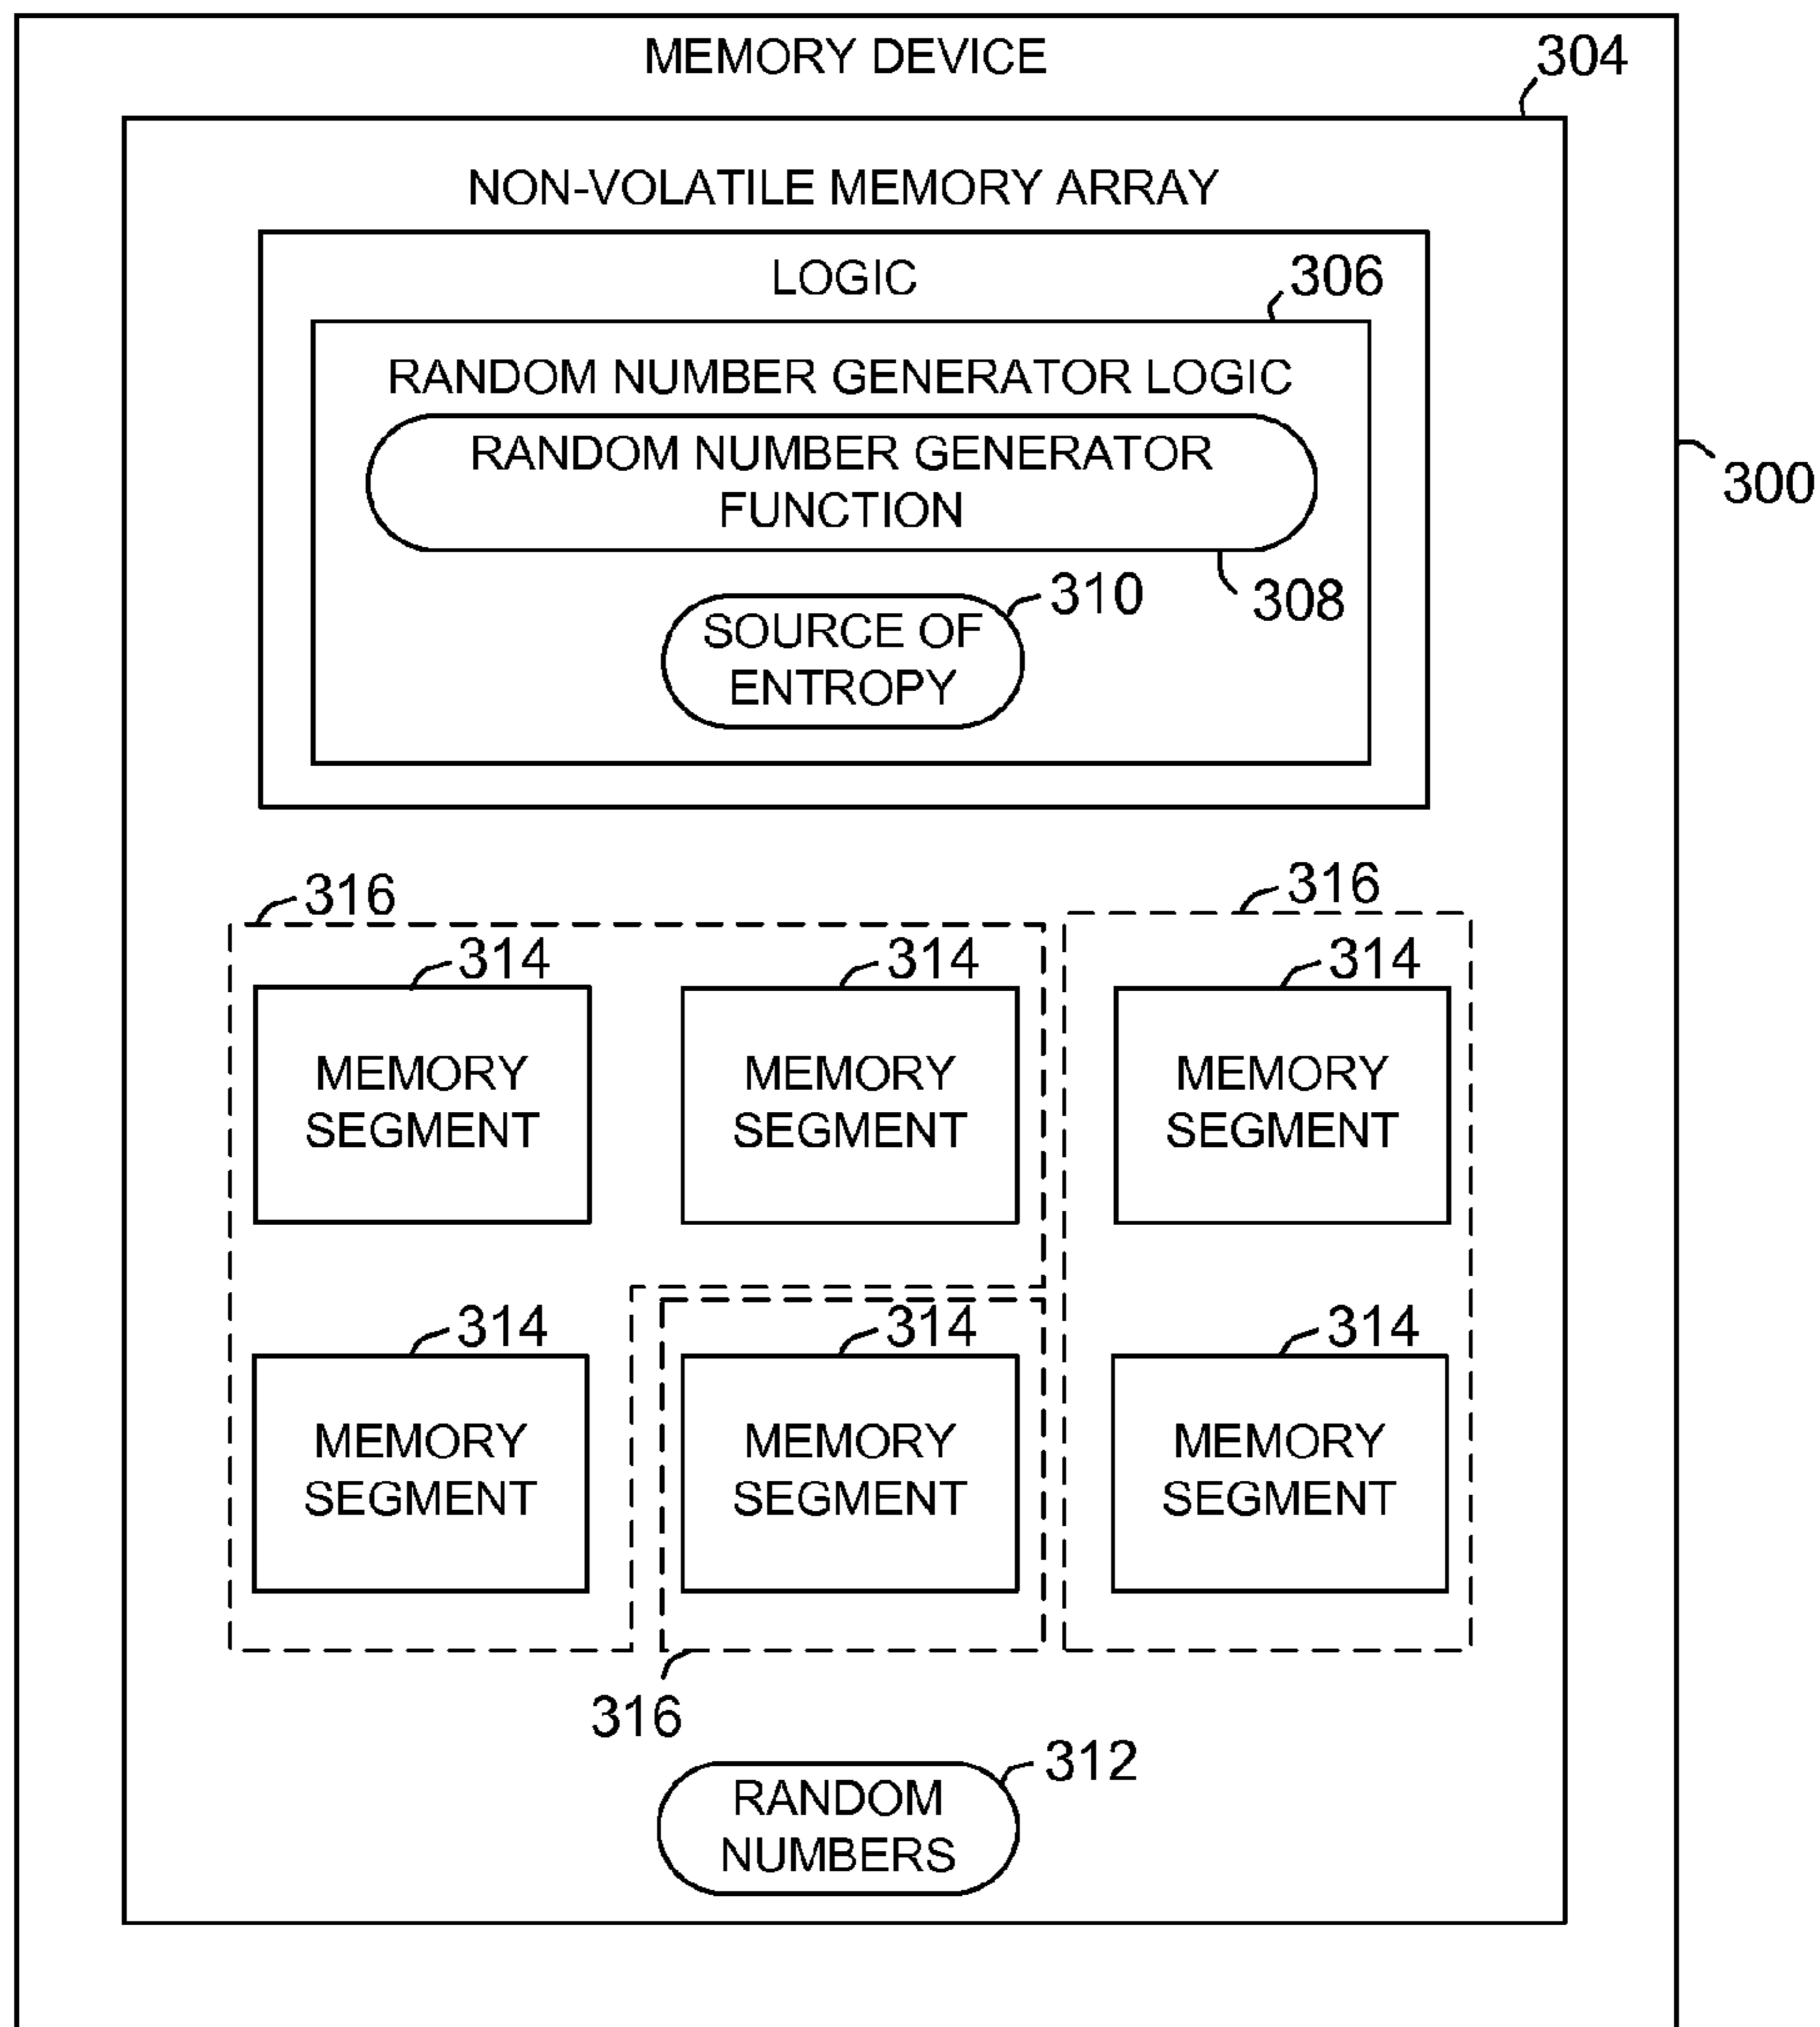 MEMORY DEVICE
304
NON-VOLATILE MEMORY ARRAY
LOGIC
306
RANDOM NUMBER GENERATOR LOGIC
RANDOM NUMBER GENERATOR
FUNCTION
300
310
308
SOURCE OF
ENTROPY
316
316
314
314
314
MEMORY
SEGMENT
MEMORY
SEGMENT
MEMORY
SEGMENT
314
314
314
MEMORY
SEGMENT
MEMORY
SEGMENT
MEMORY
SEGMENT
316
312
RANDOM
NUMBERS